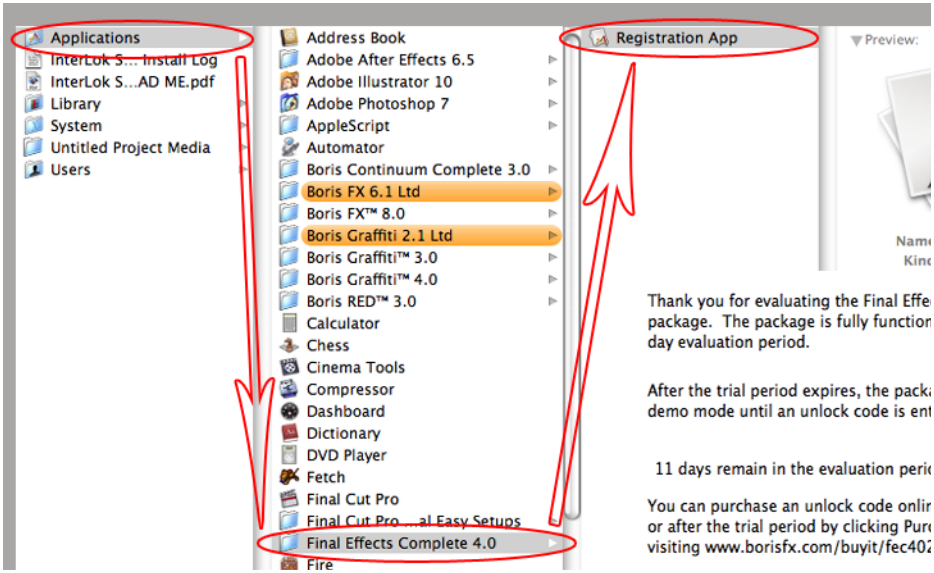 Applications
InterLok S... Install Log
InterLok S...AD ME.pdf
Library
System
Untitled Project Media
Users
Address Book
Adobe After Effects 6.5
Adobe Illustrator 10
Adobe Photoshop 7
AppleScript
Automator
Boris Continuum Complete 3.0
Boris FX 6.1 Ltd
Boris FX™ 8.0
Boris Graffiti 2.1 Ltd
Boris Graffiti™ 3.0
Boris Graffiti™ 4.0
Boris RED™ 3.0
Calculator
Chess
Cinema Tools
Compressor
Dashboard
Dictionary
DVD Player
Fetch
Final Cut Pro
Final Cut Pro ...al Easy Setups
Final Effects Complete 4.0
Fire
Registration App
Preview:
Name
Kind
Thank you for evaluating the Final Effe
package. The package is fully function
day evaluation period.
After the trial period expires, the packa
demo mode until an unlock code is ent
11 days remain in the evaluation perio
You can purchase an unlock code onlin
or after the trial period by clicking Purc
visiting www.borisfx.com/buyit/fec402